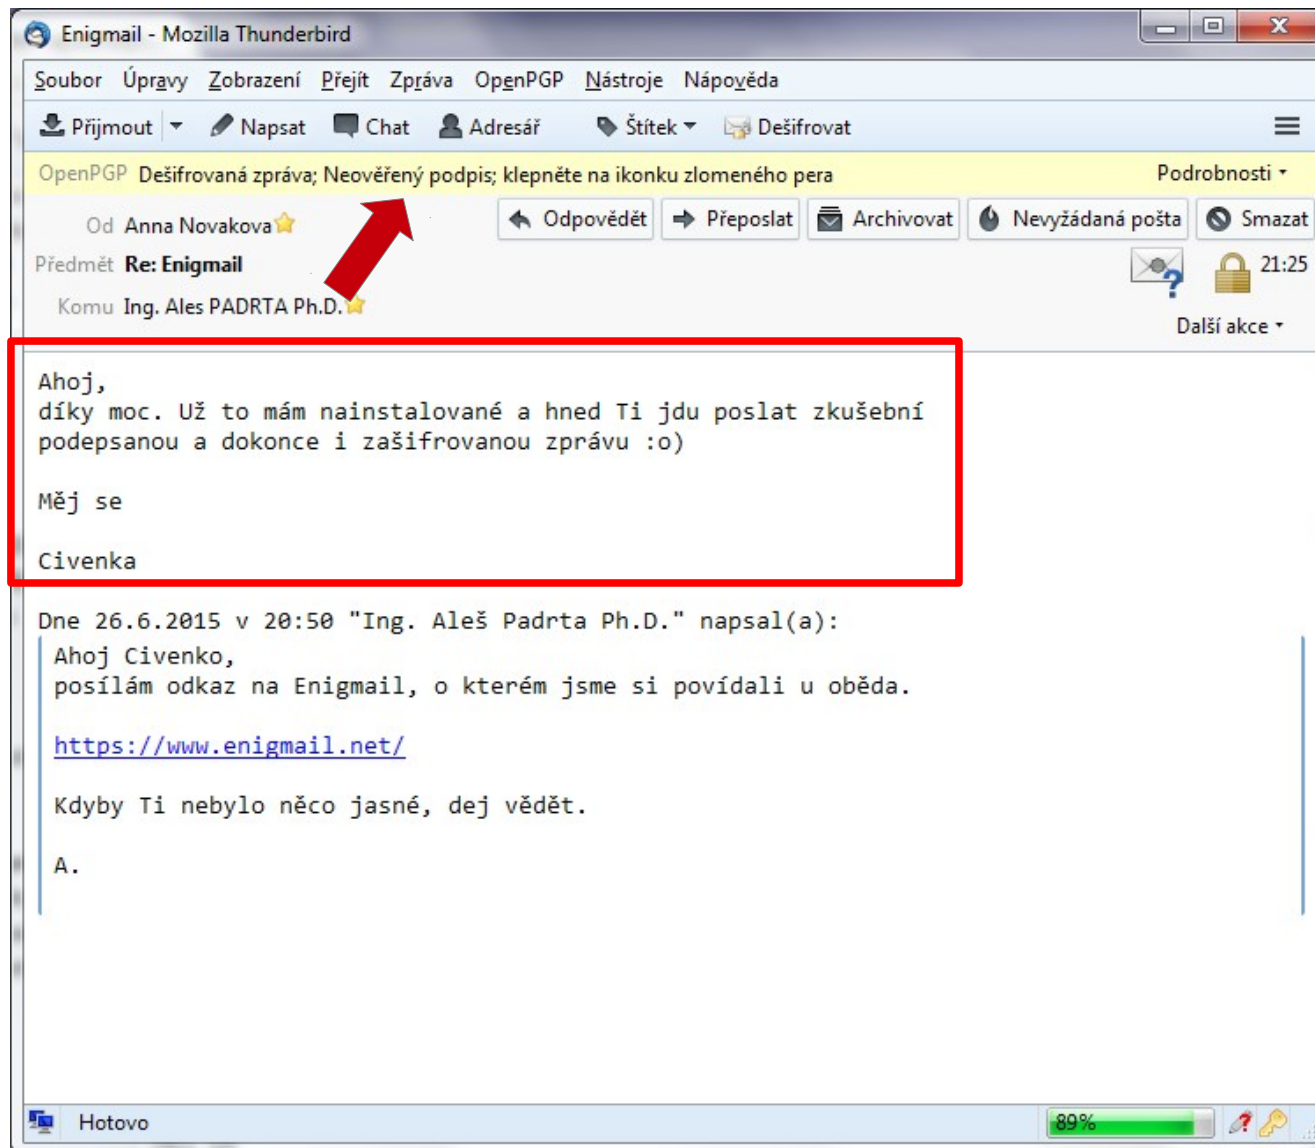 Enigmail - Mozilla Thunderbird
Soubor Úpravy Zobrazení Přejít Zpráva OpenPGP Nástroje Nápověda
Přijmout Napsat Chat Adresář Štítek Dešifrovat
OpenPGP Dešifrovaná zpráva; Neověřený podpis; klepněte na ikonku zlomeného pera Podrobnosti
Od Anna Novakova Odpovědět Přeposlat Archivovat Nevyžádaná pošta Smazat
Předmět Re: Enigmail 21:25
Komu Ing. Ales PADRTA Ph.D.
Další akce
Ahoj,
díky moc. Už to mám nainstalované a hned Ti jdu poslat zkušební
podepsanou a dokonce i zašifrovanou zprávu :o)
Měj se
Civenka
Dne 26.6.2015 v 20:50 "Ing. Aleš Padrta Ph.D." napsal(a):
Ahoj Civenko,
posílám odkaz na Enigmail, o kterém jsme si povídali u oběda.
https://www.enigmail.net/
Kdyby Ti nebylo něco jasné, dej vědět.
A.
Hotovo 89%